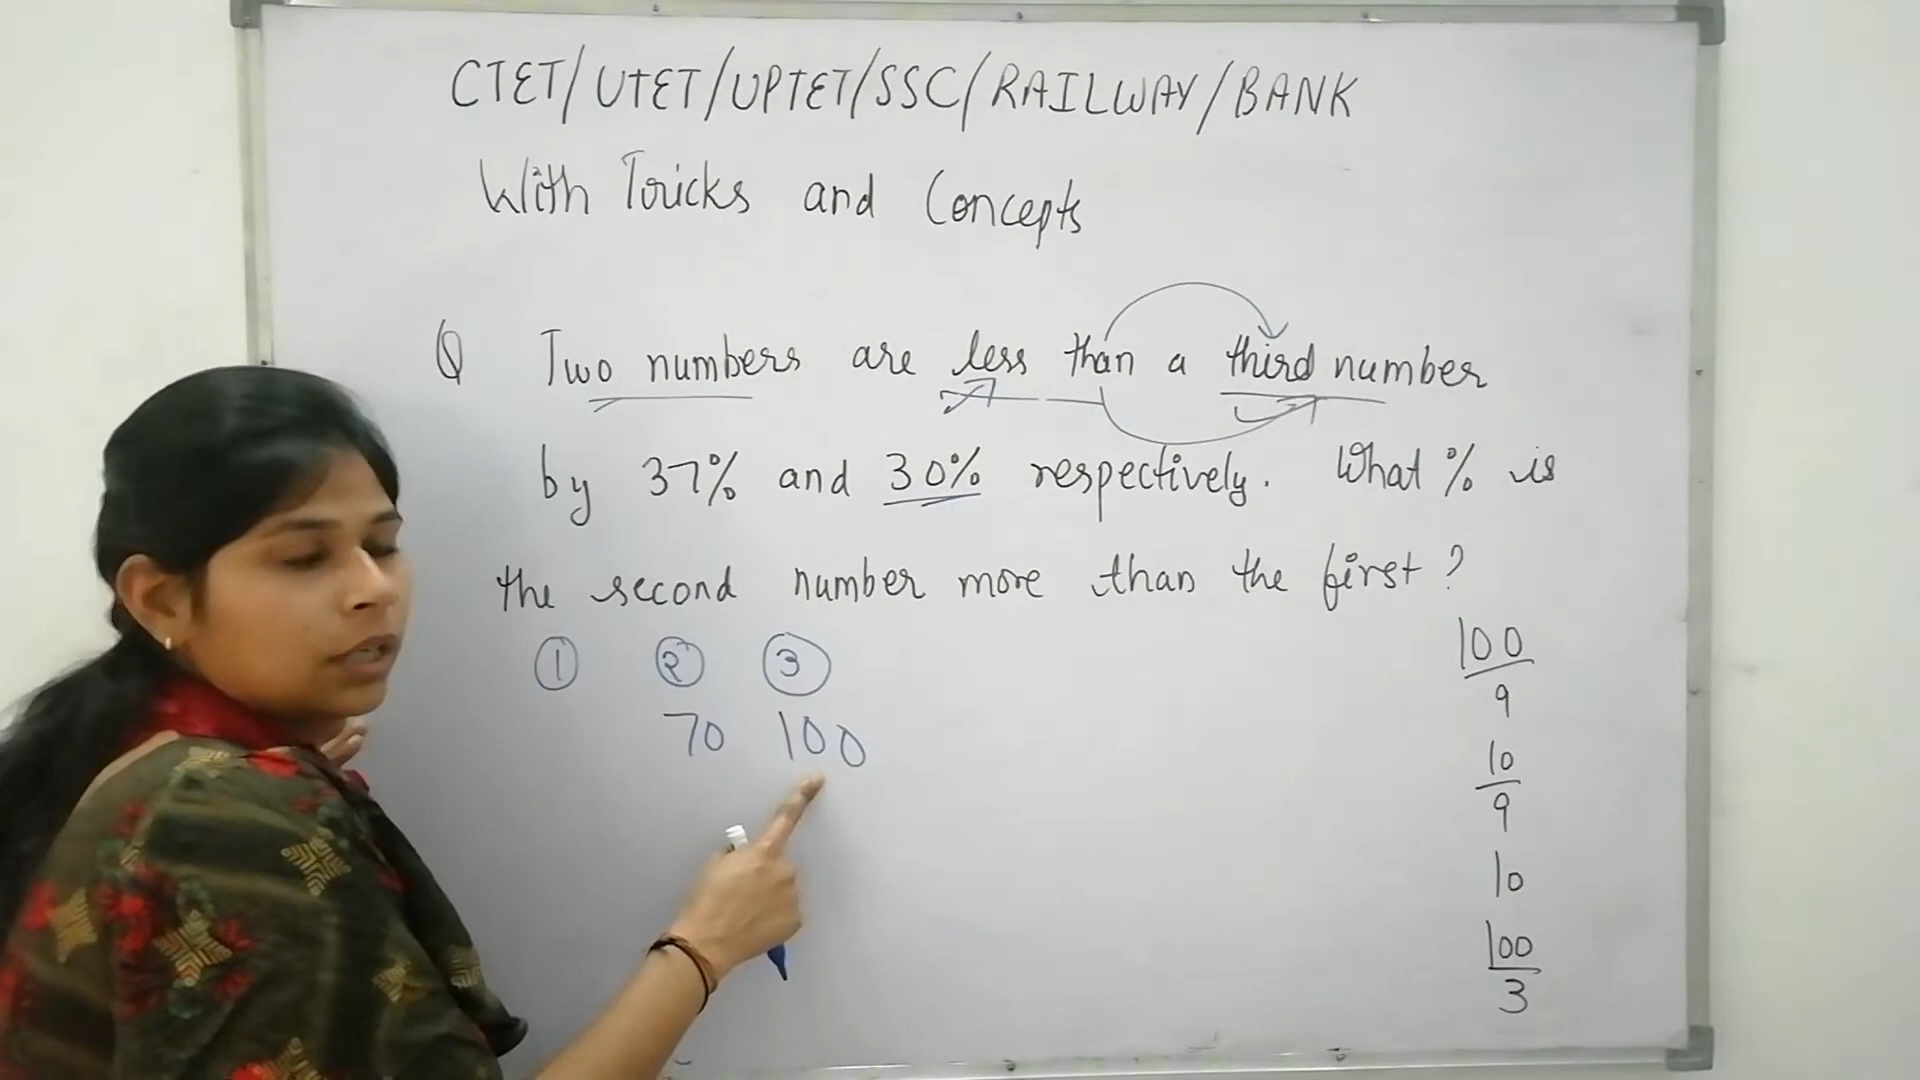 CTET/UTET/UPTET/SSC/RAILWAY/BANK
With Tricks and Concepts
Q Two numbers are less than a third number
by 37% and 30% respectively. What % is
the second number more than the first?
1 2 3
70 100
100/9
10/9
10
100/3